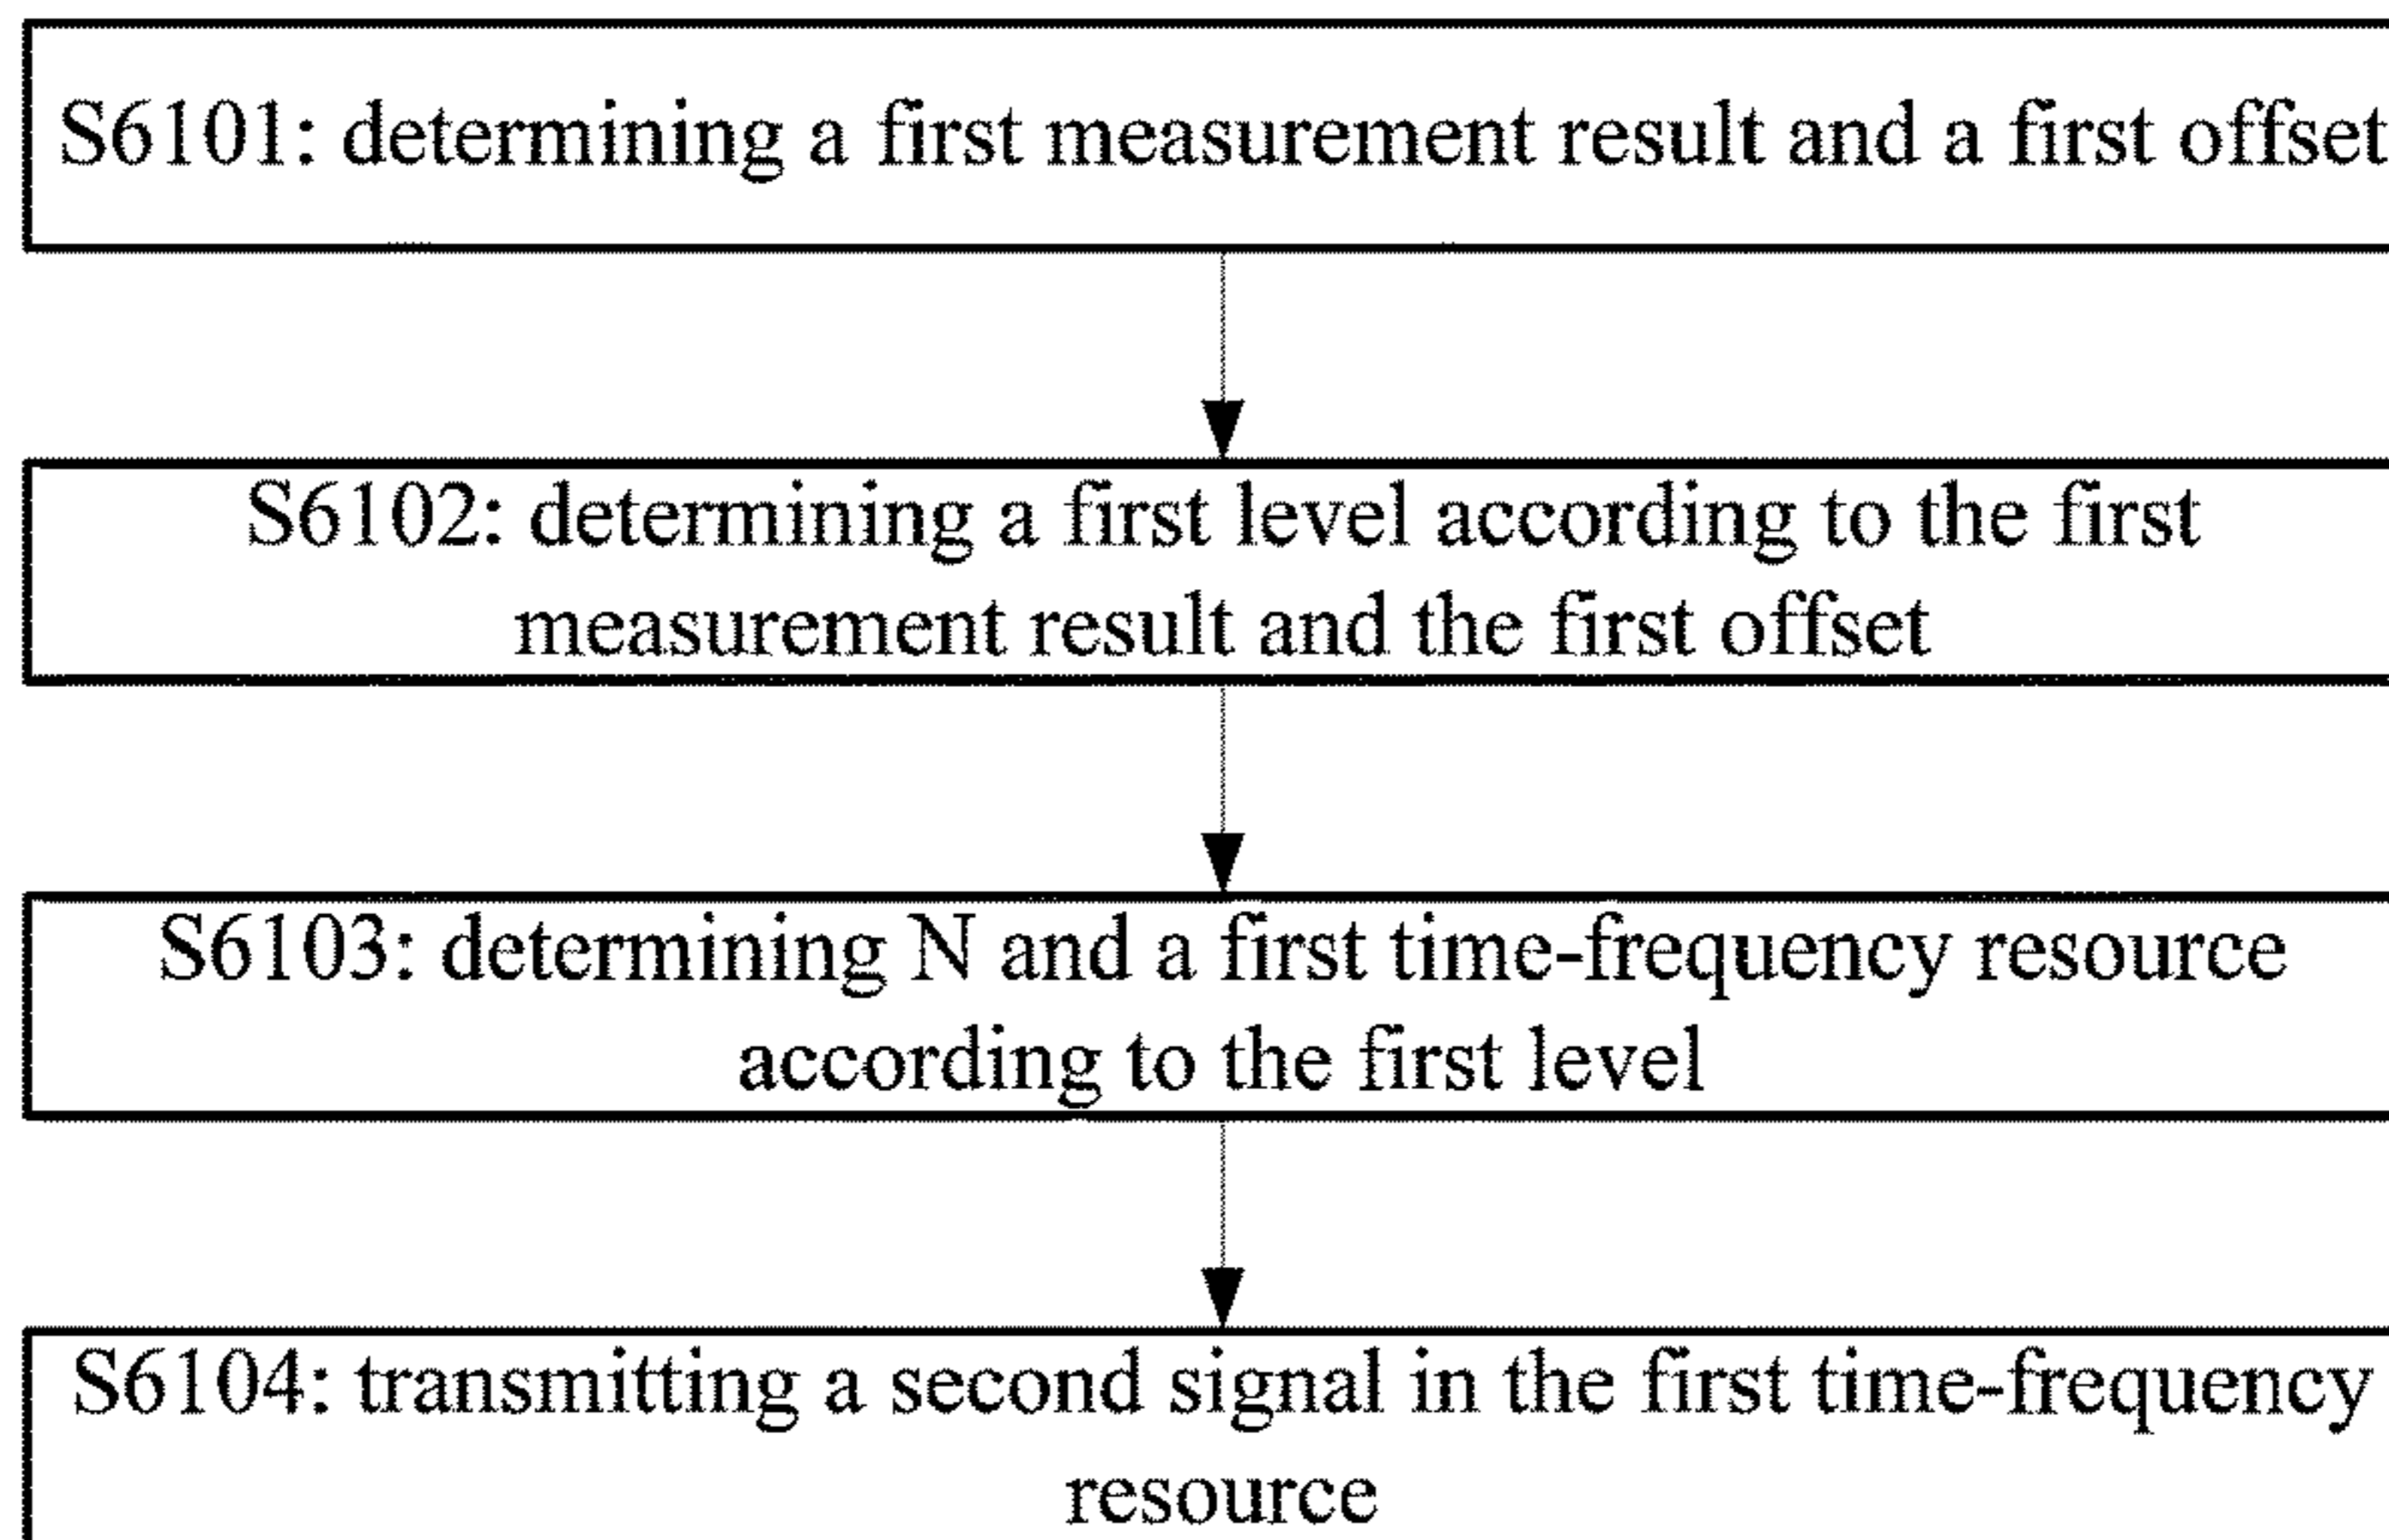 S6101: determining a first measurement result and a first offset
S6102: determining a first level according to the first
measurement result and the first offset
S6103: determining N and a first time-frequency resource
according to the first level
S6104: transmitting a second signal in the first time-frequency
resource